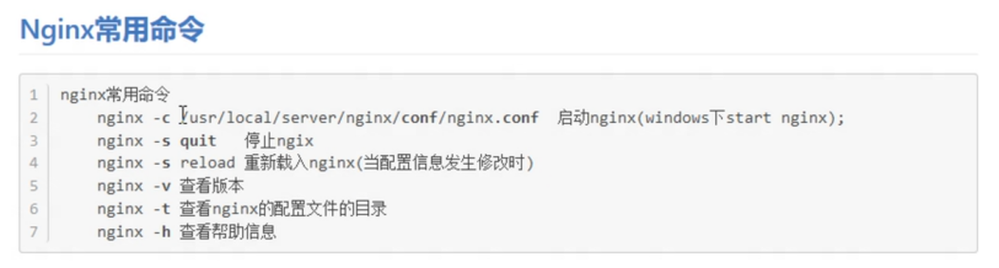 Nginx常用命令
1 nginx常用命令
2 nginx -c /usr/local/server/nginx/conf/nginx.conf 启动nginx(windows下start nginx);
3 nginx -s quit 停止ngix
4 nginx -s reload 重新载入nginx(当配置信息发生修改时)
5 nginx -v 查看版本
6 nginx -t 查看nginx的配置文件的目录
7 nginx -h 查看帮助信息